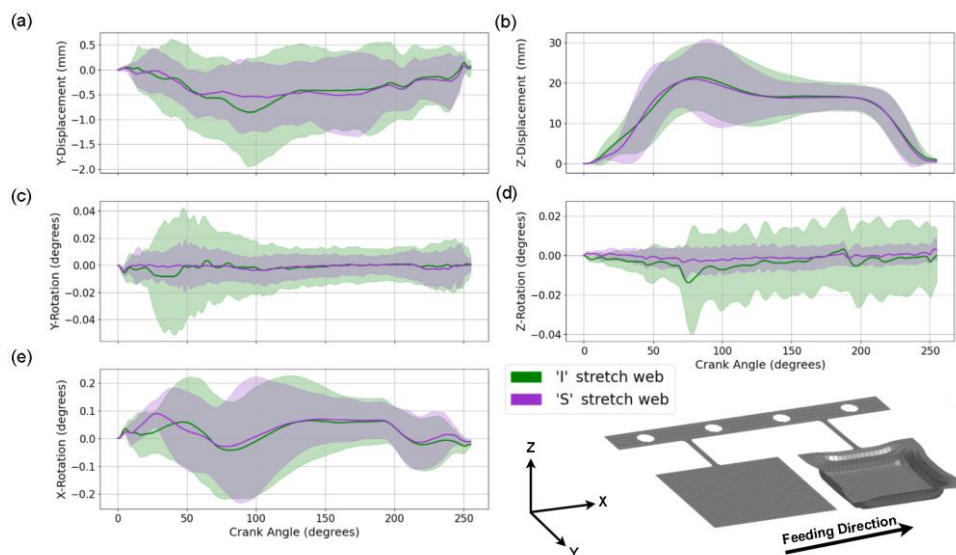 (a)
Y-Displacement (mm)
0.5
0.0
−0.5
−1.0
−1.5
−2.0
(b)
Z-Displacement (mm)
30
20
10
0
(c)
Y-Rotation (degrees)
0.04
0.02
0.00
−0.02
−0.04
(d)
Z-Rotation (degrees)
0.02
0.00
−0.02
−0.04
0 50 100 150 200 250
Crank Angle (degrees)
(e)
X-Rotation (degrees)
0.2
0.1
0.0
−0.1
−0.2
0 50 100 150 200 250
Crank Angle (degrees)
'I' stretch web
'S' stretch web
Z
X
Y
Feeding Direction